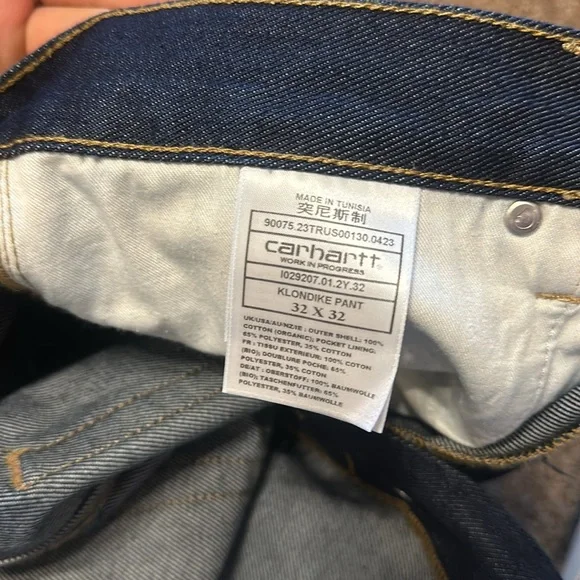 MADE IN TUNISIA
突尼斯制
90075.23TRUS00130.0423
carhartt
WORK IN PROGRESS
I029207.01.2Y.32
KLONDIKE PANT
32 X 32
UK/USA/AU/NZ/IE : OUTER SHELL: 100%
COTTON (ORGANIC); POCKET LINING:
65% POLYESTER, 35% COTTON
FR : TISSU EXTERIEUR: 100% COTON
(BIO); DOUBLURE POCHE: 65%
POLYESTER, 35% COTON
DE/AT : OBERSTOFF: 100% BAUMWOLLE
(BIO); TASCHENFUTTER: 65%
POLYESTER, 35% BAUMWOLLE